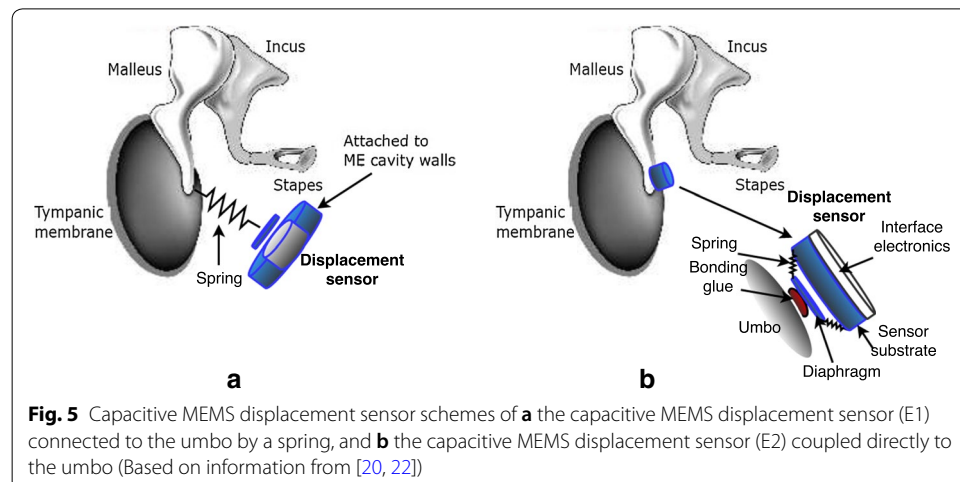 Incus
Malleus
Attached to
ME cavity walls
Stapes
Tympanic
membrane
Displacement
sensor
Spring
a
Incus
Malleus
Stapes
Displacement
sensor
Tympanic
membrane
Interface
electronics
Spring
Bonding
glue
Umbo
Sensor
substrate
Diaphragm
b
Fig. 5 Capacitive MEMS displacement sensor schemes of a the capacitive MEMS displacement sensor (E1)
connected to the umbo by a spring, and b the capacitive MEMS displacement sensor (E2) coupled directly to
the umbo (Based on information from [20, 22])